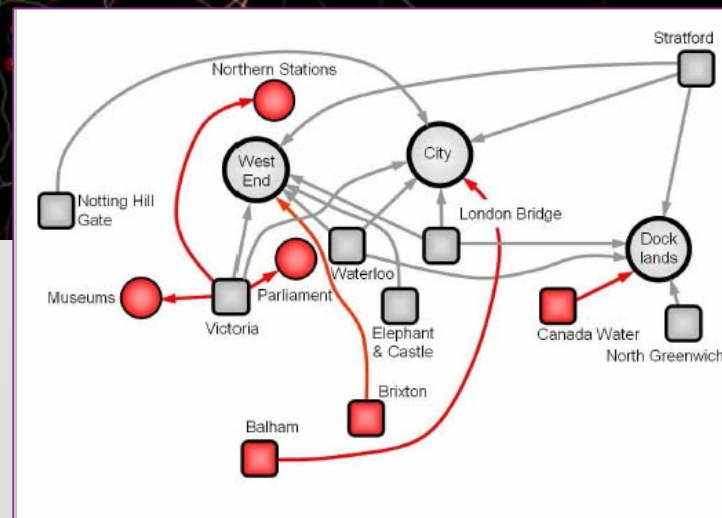 Stratford
Northern Stations
West
End
City
Notting Hill
Gate
London Bridge
Dock
lands
Waterloo
Museums
Parliament
Victoria
Elephant
& Castle
Canada Water
North Greenwich
Brixton
Balham